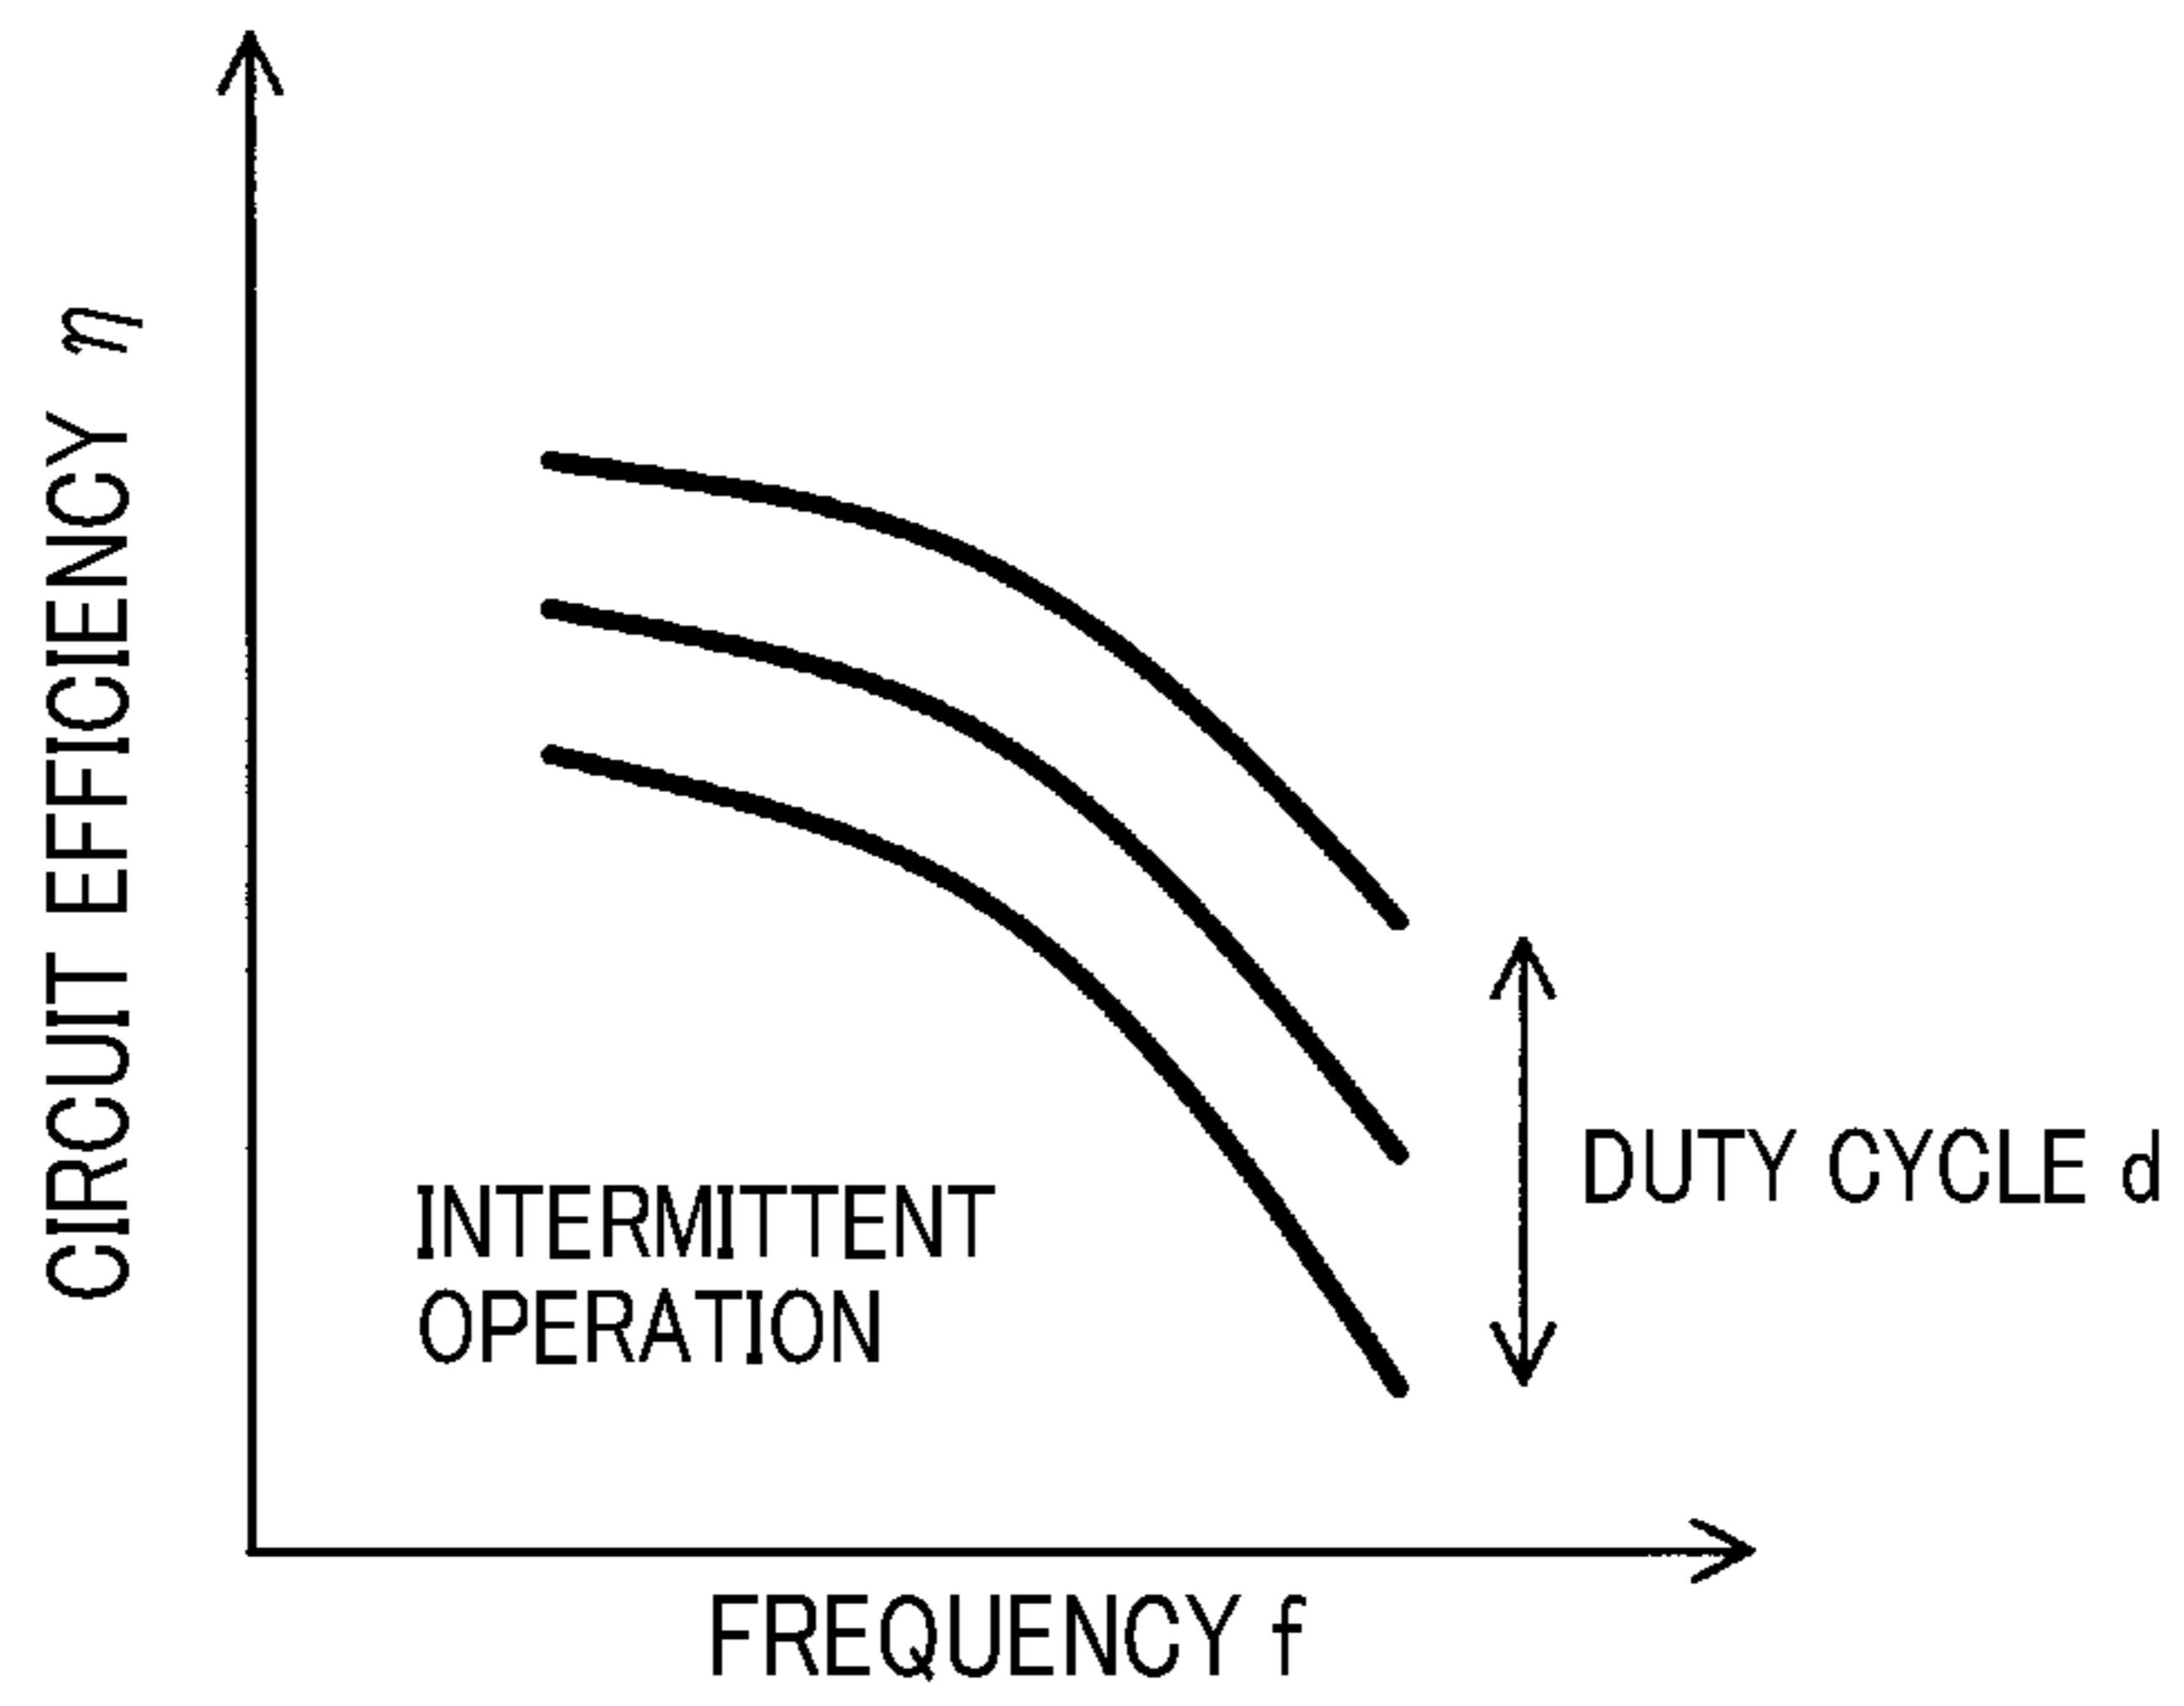 CIRCUIT EFFICIENCY η
INTERMITTENT
OPERATION
DUTY CYCLE d
FREQUENCY f